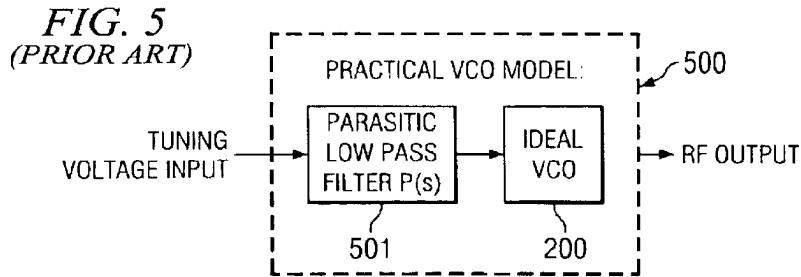 FIG. 5
(PRIOR ART)
PRACTICAL VCO MODEL:
500
TUNING
VOLTAGE INPUT
PARASITIC
LOW PASS
FILTER P(s)
IDEAL
VCO
RF OUTPUT
501
200